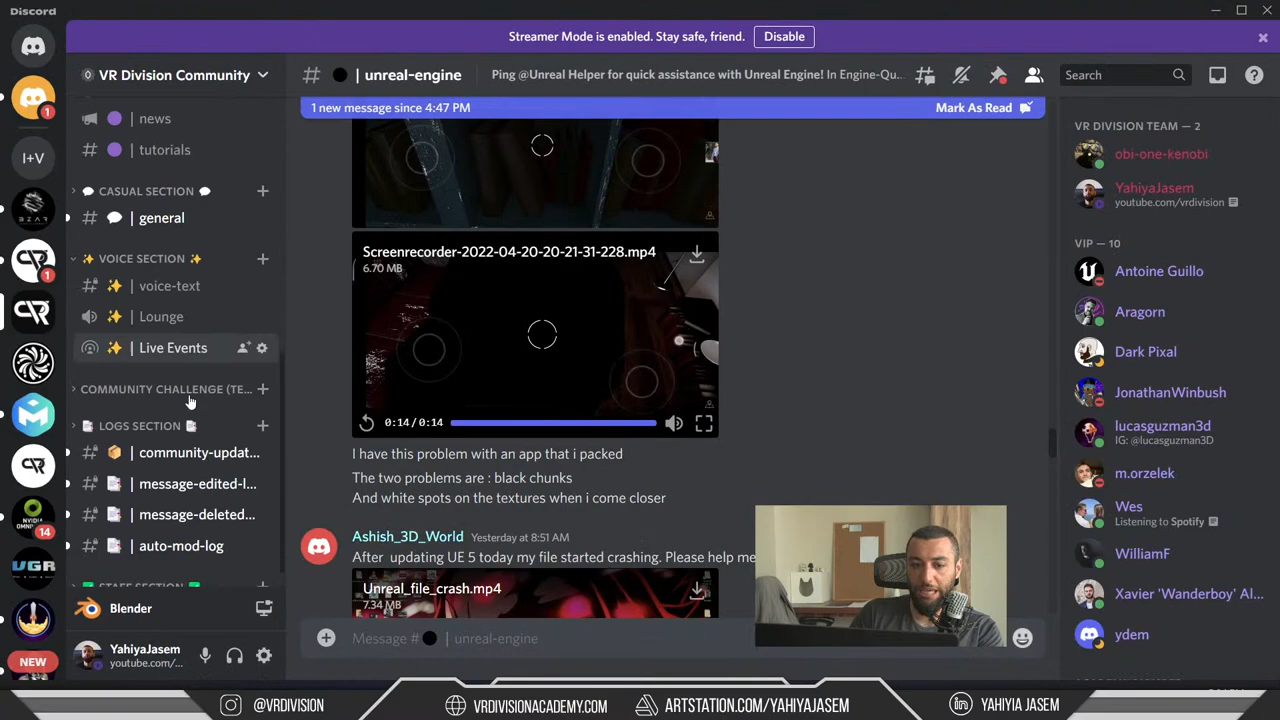 Discord
Streamer Mode is enabled. Stay safe, friend.
Disable
VR Division Community
| unreal-engine
Ping @Unreal Helper for quick assistance with Unreal Engine! In Engine-Qu...
Search
1 new message since 4:47 PM
Mark As Read
1
I+V
1
14
UGR
NEW
| news
| tutorials
CASUAL SECTION
| general
VOICE SECTION
| voice-text
| Lounge
| Live Events
COMMUNITY CHALLENGE (TE...
LOGS SECTION
| community-updat...
| message-edited-l...
| message-deleted...
| auto-mod-log
STAFF SECTION
Blender
YahiyaJasem
youtube.com/...
Screenrecorder-2022-04-20-20-21-31-228.mp4
6.70 MB
0:14/0:14
I have this problem with an app that i packed
The two problems are : black chunks
And white spots on the textures when i come closer
Ashish_3D_World Yesterday at 8:51 AM
After updating UE 5 today my file started crashing. Please help me
Unreal_file_crash.mp4
7.34 MB
Message # | unreal-engine
VR DIVISION TEAM — 2
obi-one-kenobi
YahiyaJasem
youtube.com/vrdivision
VIP — 10
Antoine Guillo
Aragorn
Dark Pixal
JonathanWinbush
lucasguzman3d
IG: @lucasguzman3D
m.orzelek
Wes
Listening to Spotify
WilliamF
Xavier 'Wanderboy' Al...
ydem
@VRDIVISION
VRDIVISIONACADEMY.COM
ARTSTATION.COM/YAHIYAJASEM
YAHIYIA JASEM